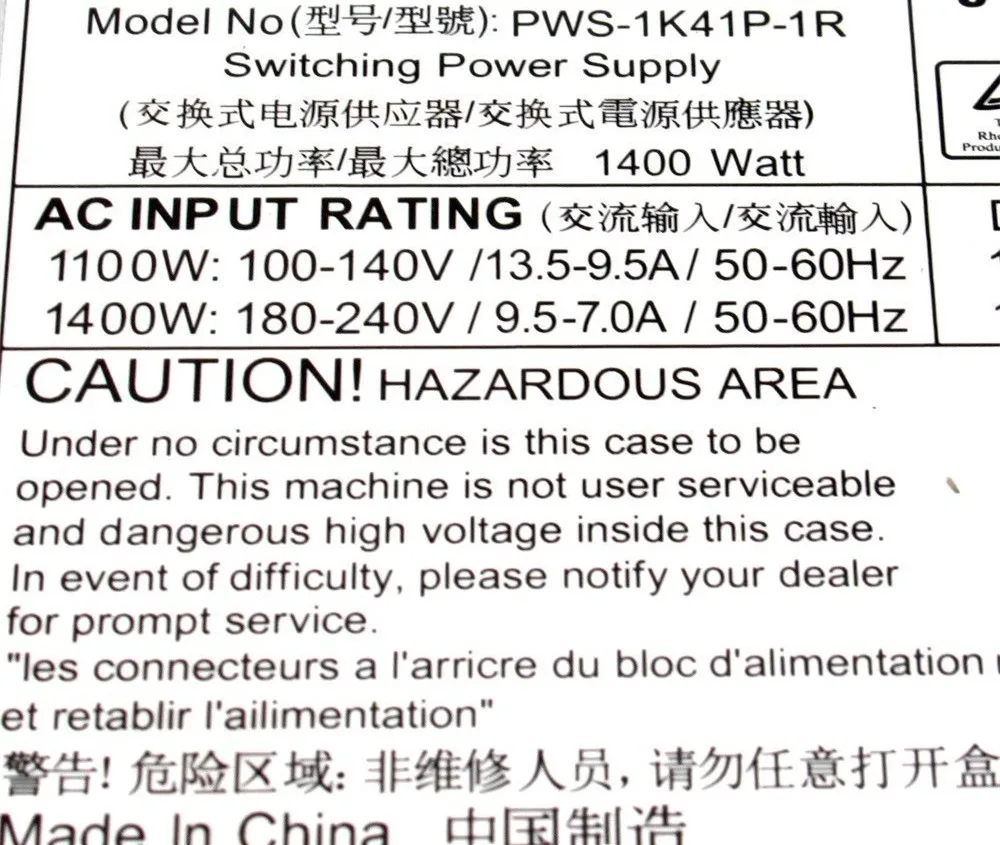 Model No(型号/型號): PWS-1K41P-1R
Switching Power Supply
(交换式电源供应器/交換式電源供應器)
最大总功率/最大總功率 1400 Watt
AC INPUT RATING (交流输入/交流輸入)
1100W: 100-140V /13.5-9.5A/ 50-60Hz
1400W: 180-240V / 9.5-7.0A / 50-60Hz
CAUTION! HAZARDOUS AREA
Under no circumstance is this case to be
opened. This machine is not user serviceable
and dangerous high voltage inside this case.
In event of difficulty, please notify your dealer
for prompt service.
"les connecteurs a l'arricre du bloc d'alimentation
et retablir l'ailimentation"
警告! 危险区域: 非维修人员, 请勿任意打开盒
Made In China 中国制造